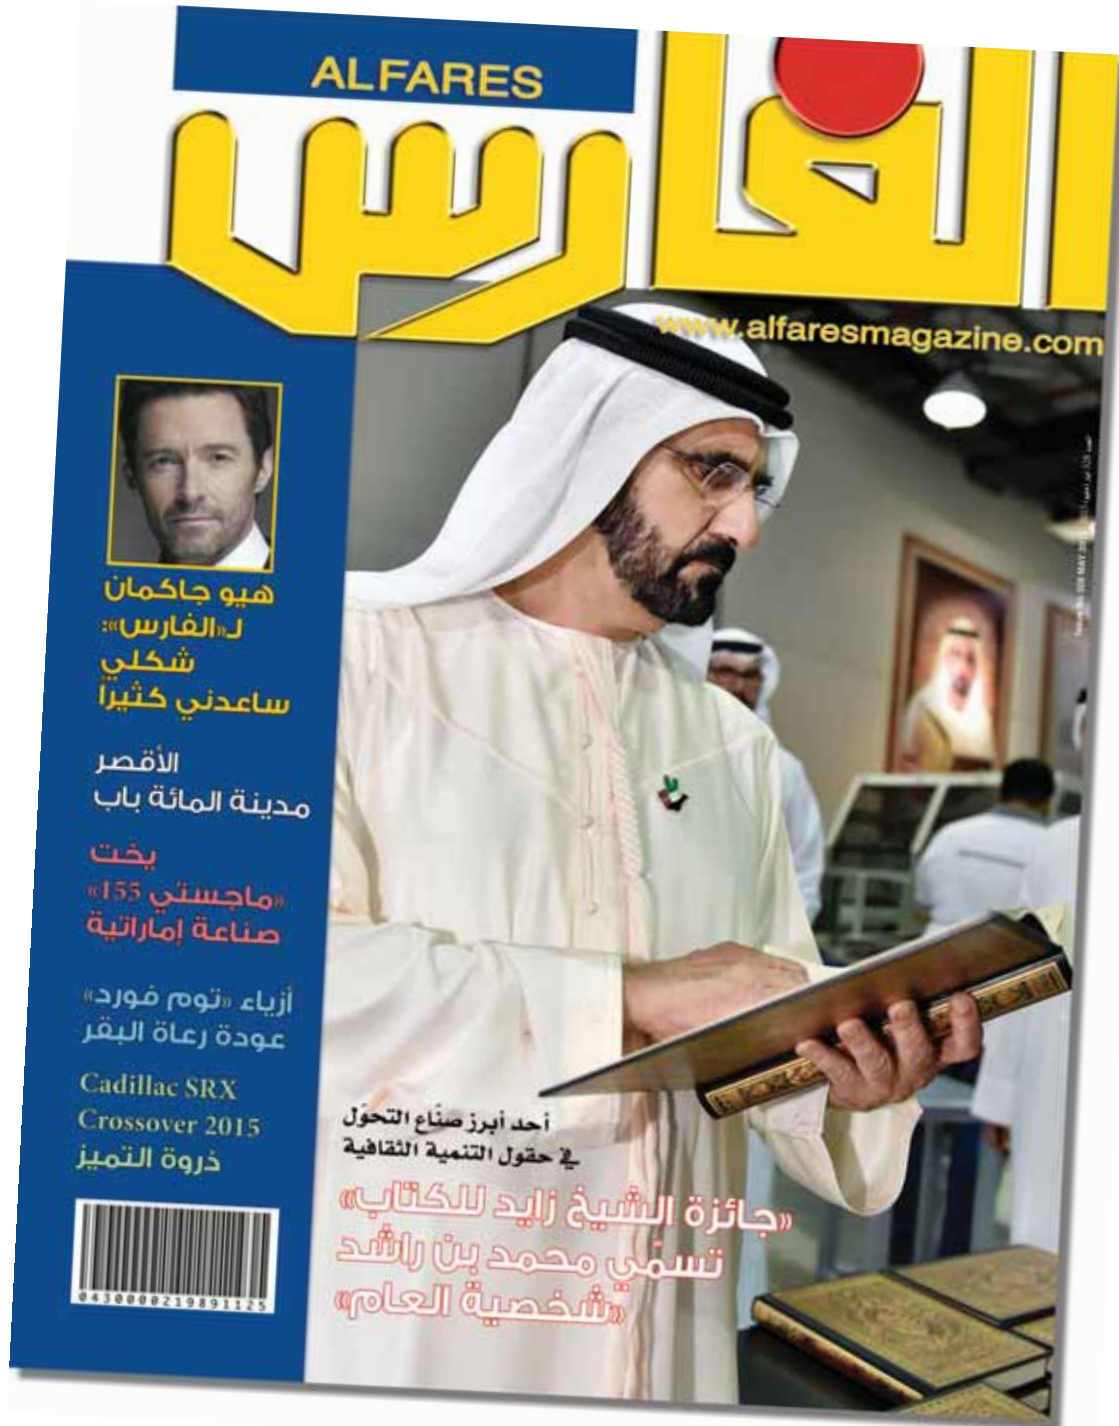 ALFARES
الفارس
www.alfaresmagazine.com
هيو جاكمان
لـ«الفارس»:
شكلي
ساعدني كثيراً
الأقصر
مدينة المائة باب
يخت
«ماجستي 155»
صناعة إماراتية
أزياء «توم فورد»
عودة رعاة البقر
Cadillac SRX
Crossover 2015
ذروة التميز
0430000219891125
أحد أبرز صنّاع التحوّل
في حقول التنمية الثقافية
«جائزة الشيخ زايد للكتاب»
تسمّي محمد بن راشد
«شخصية العام»